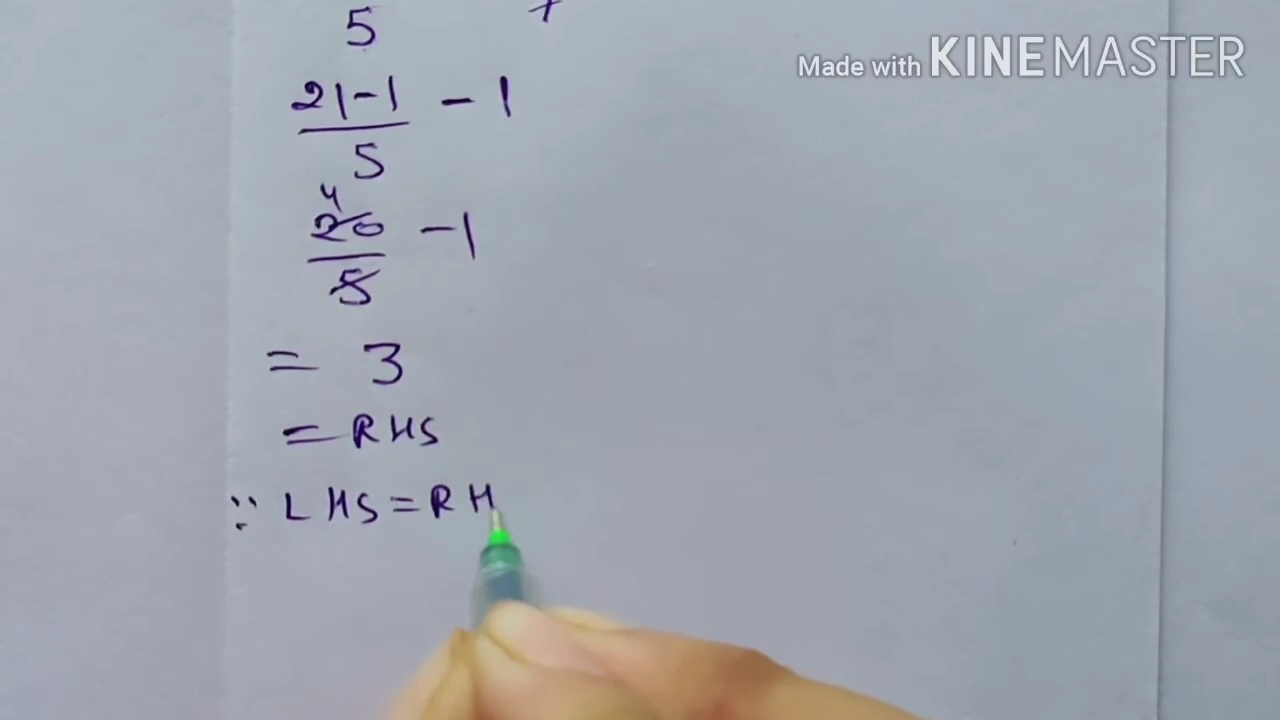 5
Made with KINEMASTER
21-1 - 1
5
4
20 - 1
5
= 3
= RHS
∵ LHS = RH